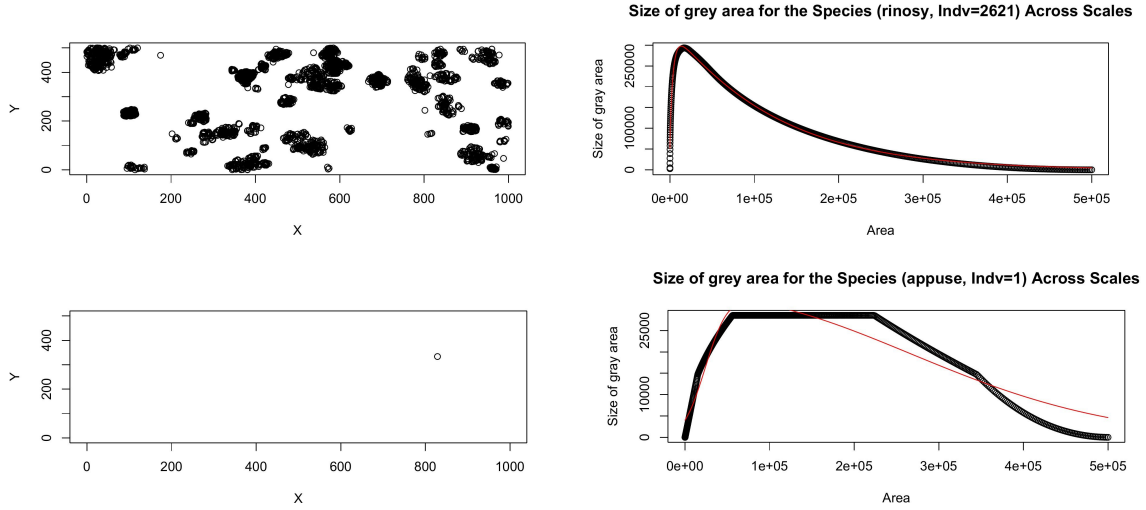 Size of grey area for the Species (rinosy, Indv=2621) Across Scales
Y
0 200 400
0 200 400 600 800 1000
X
Size of gray area
0 100000 250000
0e+00 1e+05 2e+05 3e+05 4e+05 5e+05
Area
Size of grey area for the Species (appuse, Indv=1) Across Scales
Y
0 200 400
0 200 400 600 800 1000
X
Size of gray area
0 10000 25000
0e+00 1e+05 2e+05 3e+05 4e+05 5e+05
Area